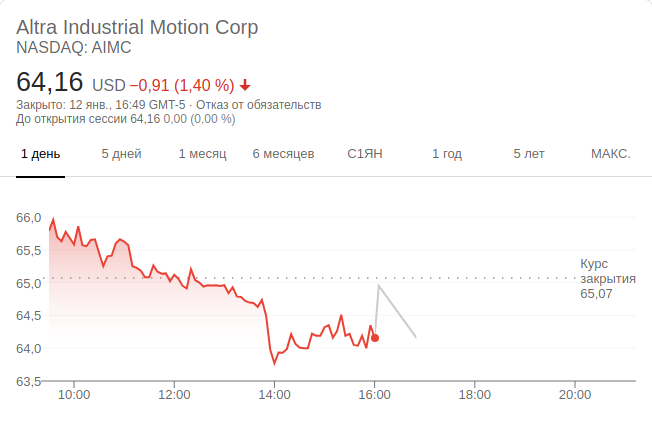 Altra Industrial Motion Corp
NASDAQ: AIMC
64,16 USD −0,91 (1,40 %)
Закрыто: 12 янв., 16:49 GMT-5 · Отказ от обязательств
До открытия сессии 64,16 0,00 (0,00 %)
1 день 5 дней 1 месяц 6 месяцев С1ЯН 1 год 5 лет МАКС.
66,0
65,5
Курс
закрытия
65,07
65,0
64,5
64,0
63,5
10:00 12:00 14:00 16:00 18:00 20:00